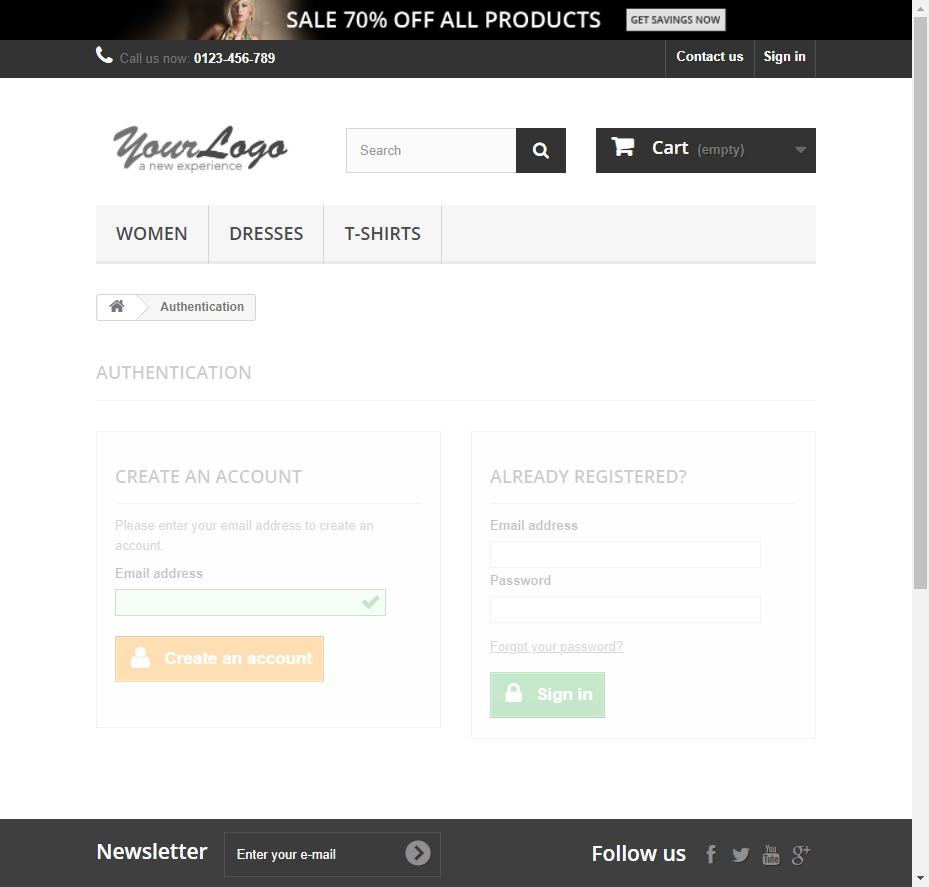 SALE 70% OFF ALL PRODUCTS GET SAVINGS NOW
Call us now: 0123-456-789 Contact us Sign in
YourLogo
a new experience
Search Cart (empty)
WOMEN DRESSES T-SHIRTS
Authentication
AUTHENTICATION
CREATE AN ACCOUNT
Please enter your email address to create an
account.
Email address
Create an account
ALREADY REGISTERED?
Email address
Password
Forgot your password?
Sign in
Newsletter Enter your e-mail Follow us